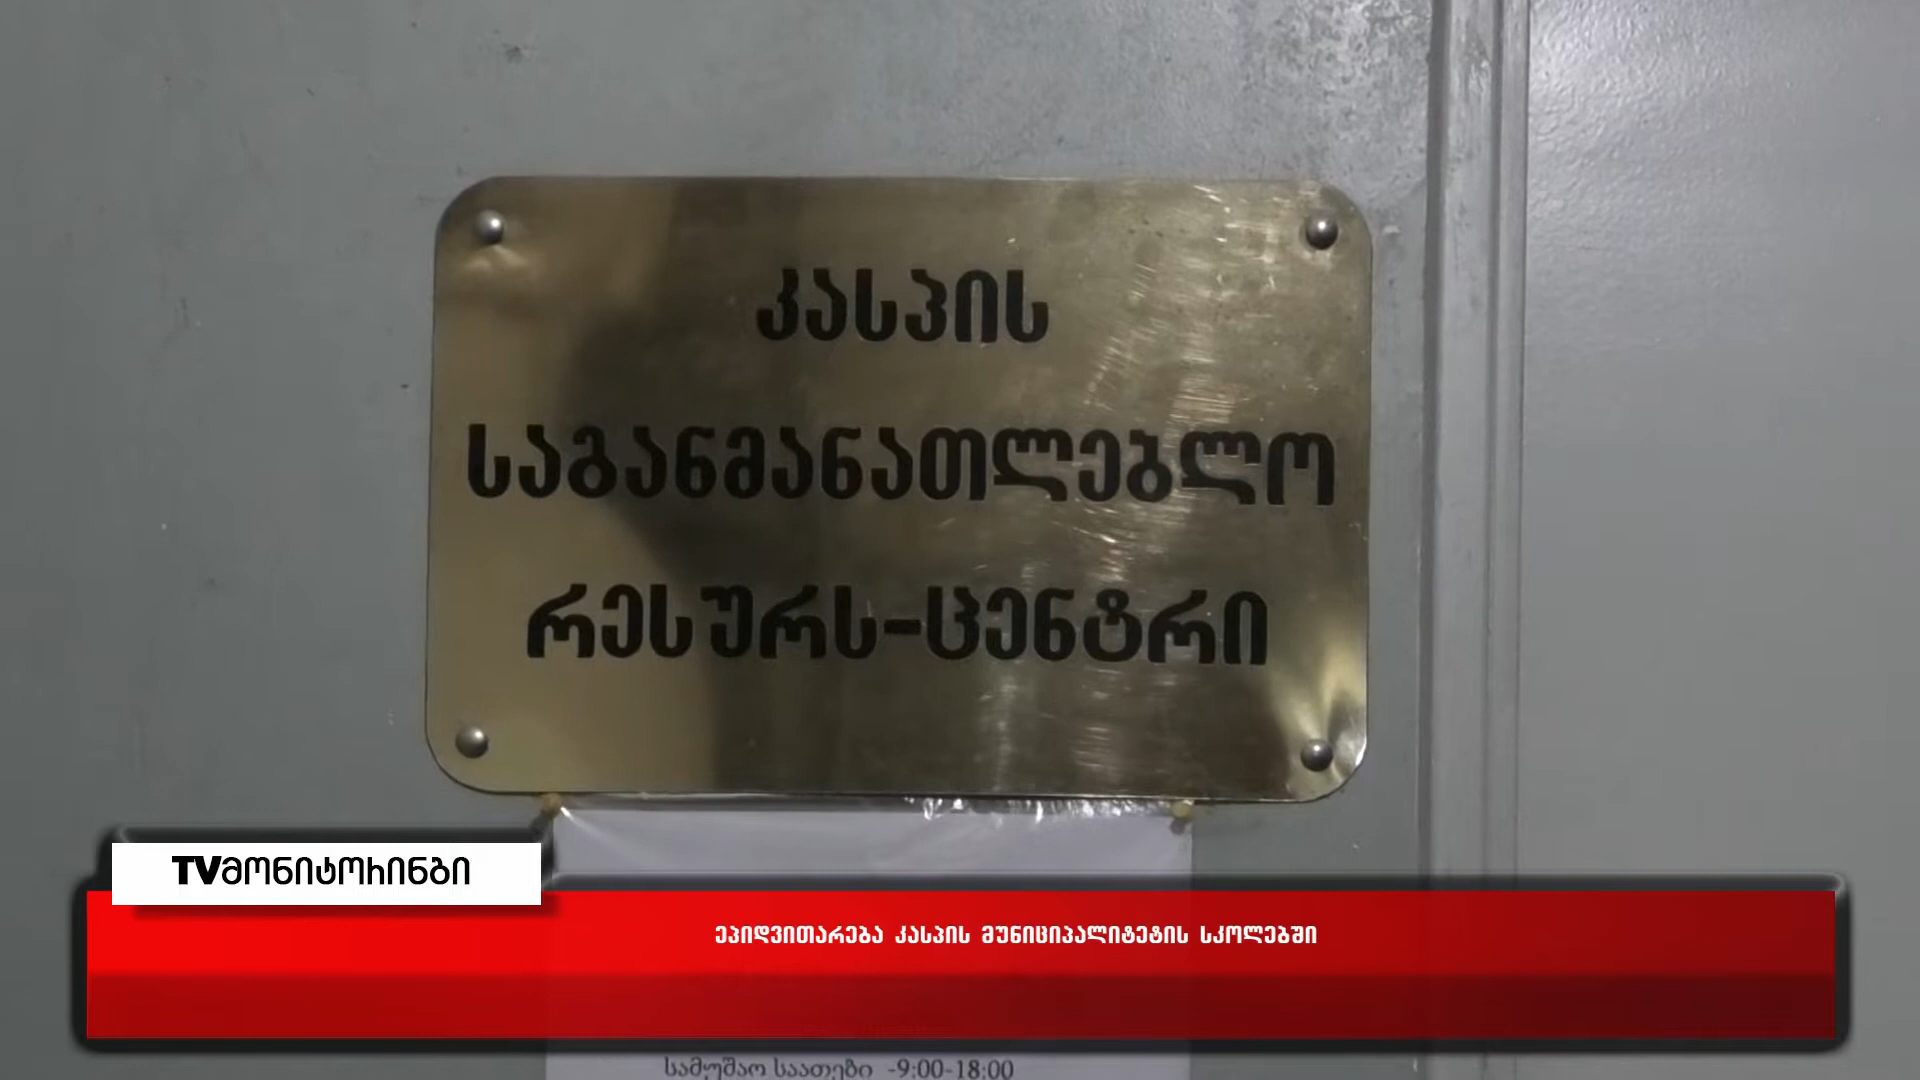 კასპის
საგანმანათლებლო
რესურს-ცენტრი
TVმონიტორინგი
ეპიდვითარება კასპის მუნიციპალიტეტის სკოლებში
სამუშაო საათები -9:00-18:00